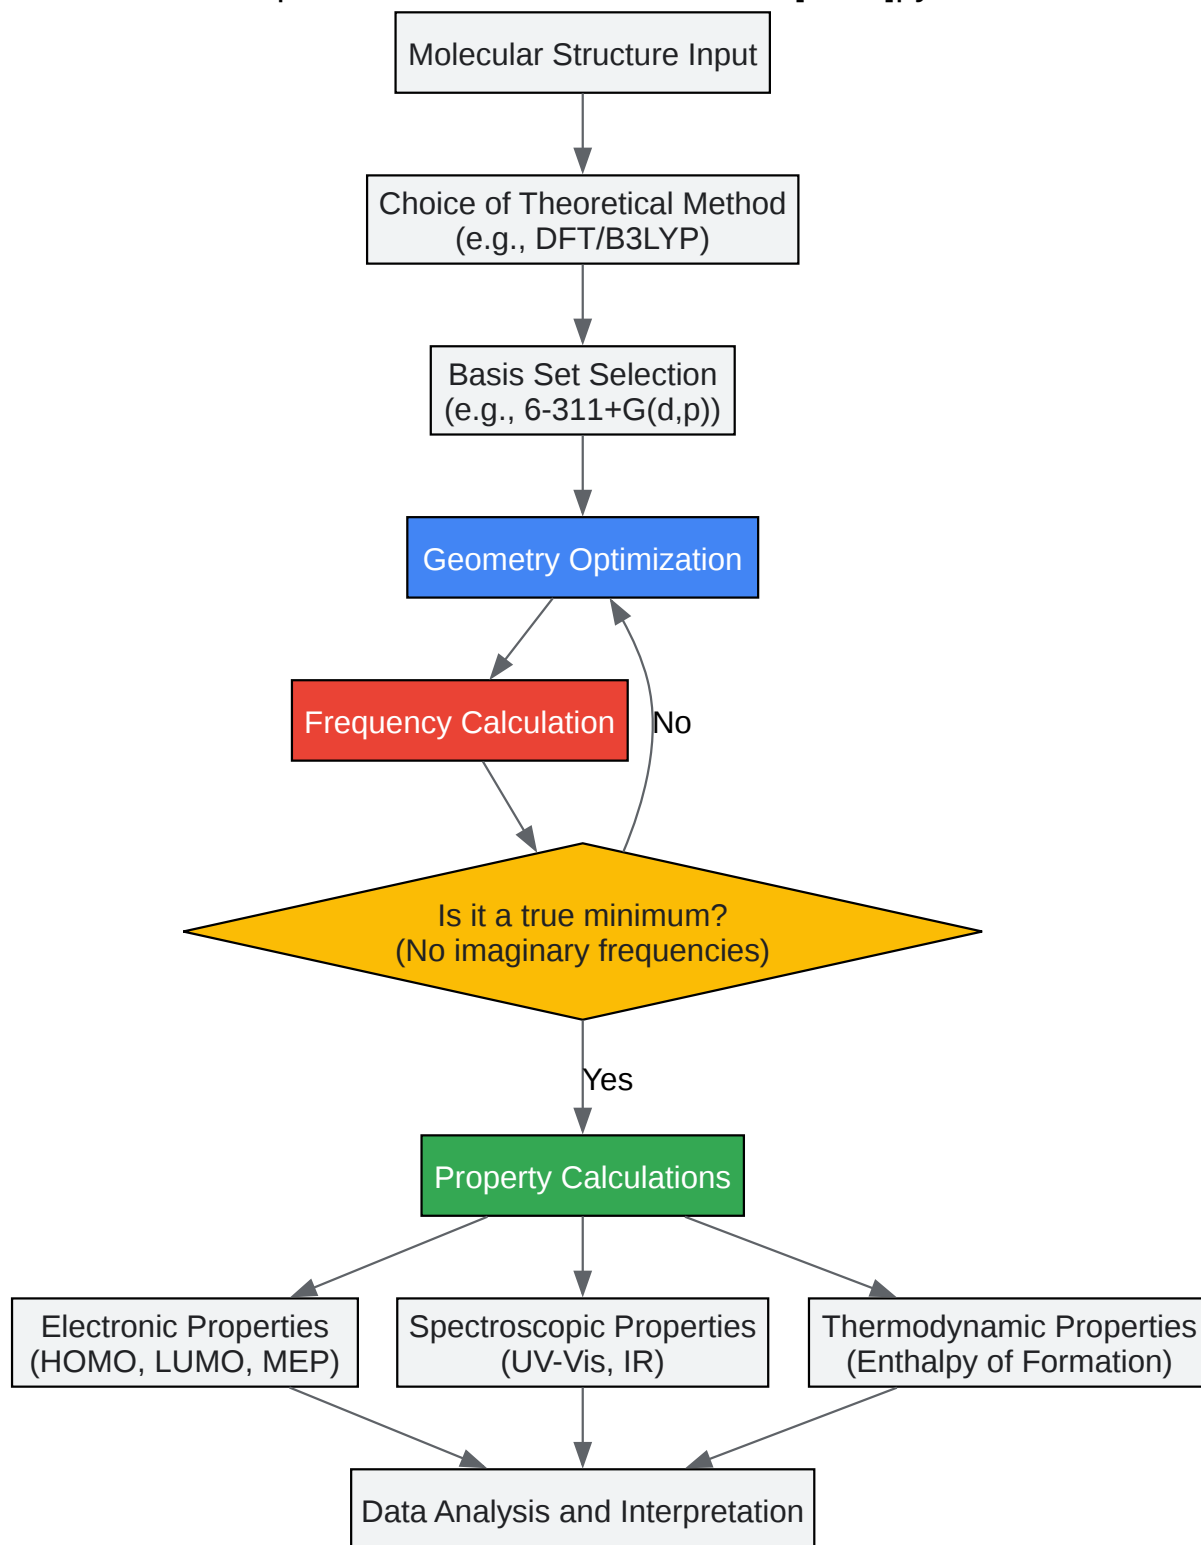 Molecular Structure Input
Choice of Theoretical Method
(e.g., DFT/B3LYP)
Basis Set Selection
(e.g., 6-311+G(d,p))
Geometry Optimization
Frequency Calculation
No
Is it a true minimum?
(No imaginary frequencies)
Yes
Property Calculations
Electronic Properties
(HOMO, LUMO, MEP)
Spectroscopic Properties
(UV-Vis, IR)
Thermodynamic Properties
(Enthalpy of Formation)
Data Analysis and Interpretation